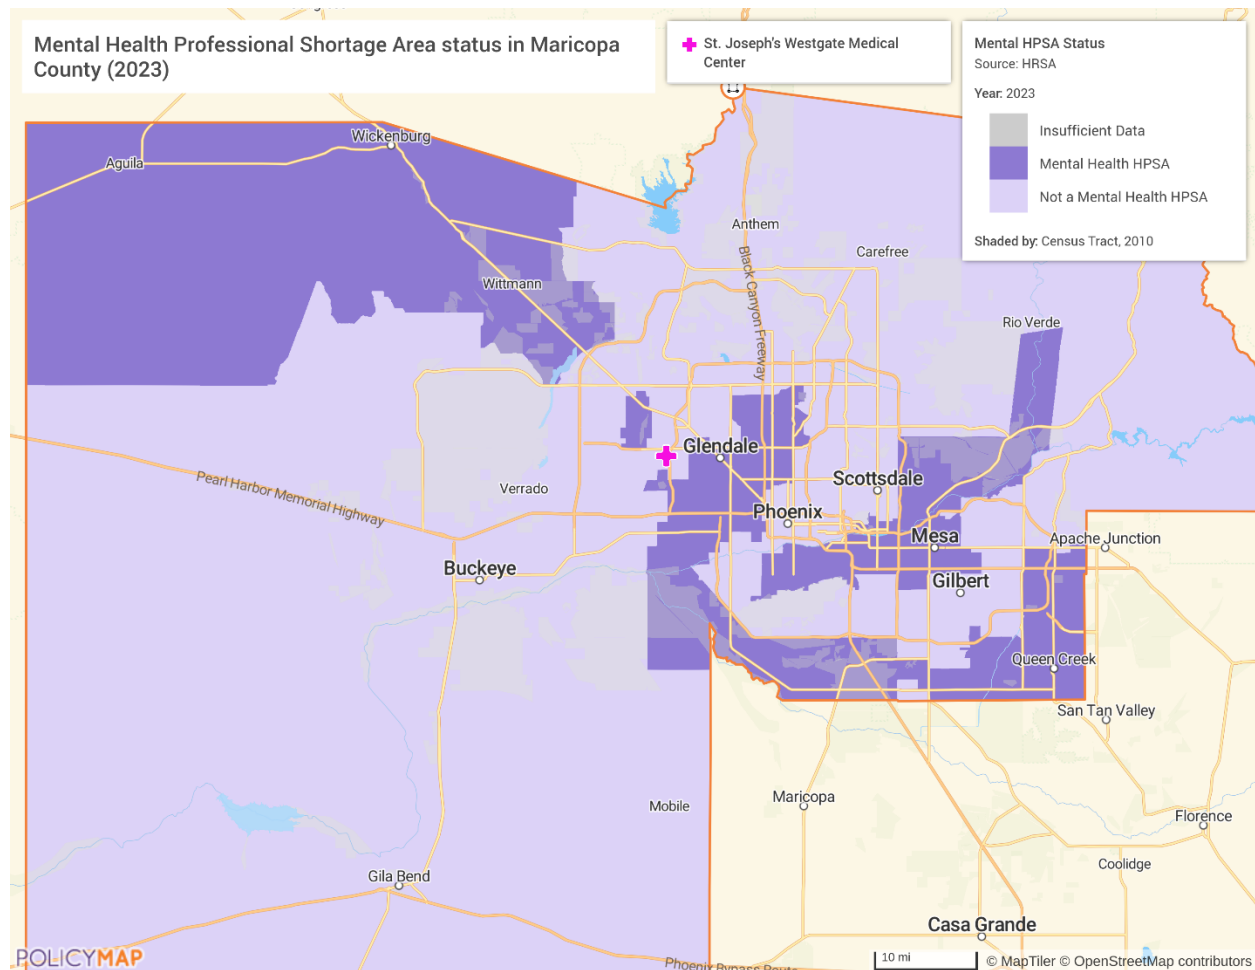 Mental Health Professional Shortage Area status in Maricopa
County (2023)
St. Joseph's Westgate Medical
Center
Mental HPSA Status
Source: HRSA
Year: 2023
Insufficient Data
Mental Health HPSA
Not a Mental Health HPSA
Shaded by: Census Tract, 2010
Wickenburg
Aguila
Anthem
Carefree
Black Canyon Freeway
Wittmann
Rio Verde
Glendale
Scottsdale
Verrado
Pearl Harbor Memorial Highway
Phoenix
Mesa
Apache Junction
Buckeye
Gilbert
Queen Creek
San Tan Valley
Mobile
Maricopa
Florence
Coolidge
Gila Bend
Casa Grande
POLICYMAP
10 mi
© MapTiler © OpenStreetMap contributors
Phoenix Bypass Route